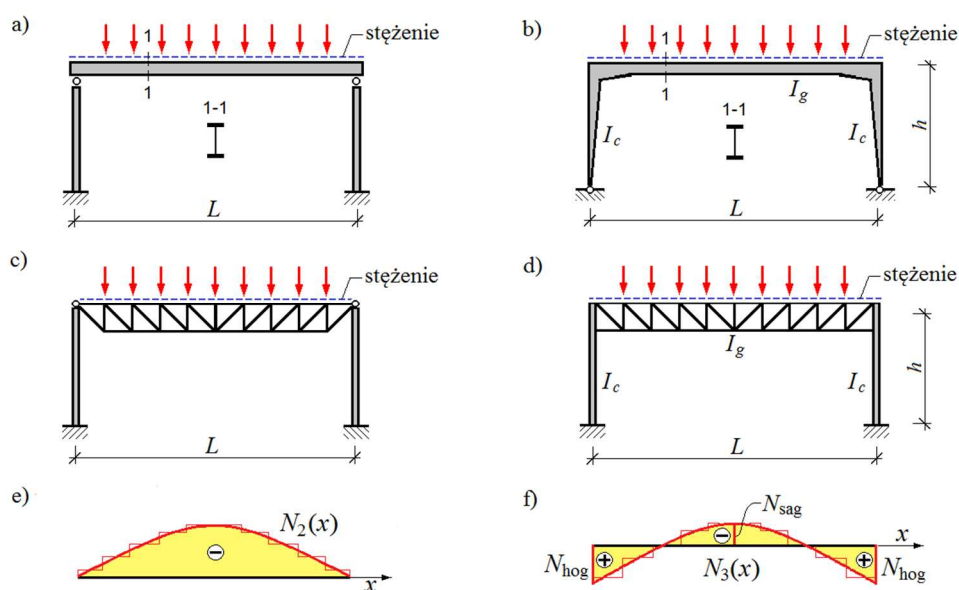 a)
stężenie
1
1
1-1
L
b)
stężenie
1
1
I_g
1-1
I_c
I_c
h
L
c)
stężenie
L
d)
stężenie
I_g
I_c
I_c
h
L
e)
N_2(x)
−
x
f)
N_sag
−
x
+
+
N_hog
N_3(x)
N_hog